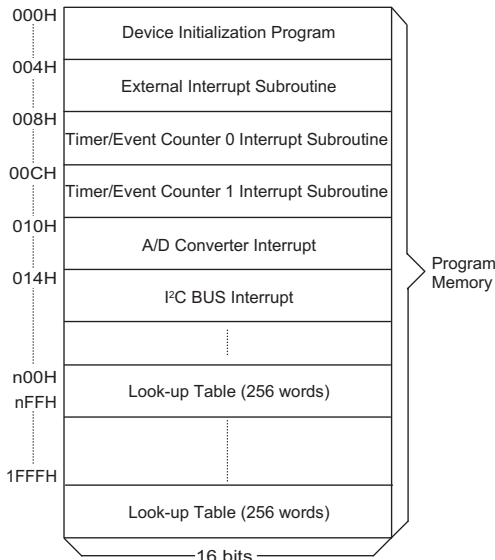 000H
Device Initialization Program
004H
External Interrupt Subroutine
008H
Timer/Event Counter 0 Interrupt Subroutine
00CH
Timer/Event Counter 1 Interrupt Subroutine
010H
A/D Converter Interrupt
014H
I²C BUS Interrupt
Program
Memory
n00H
Look-up Table (256 words)
nFFH
1FFFH
Look-up Table (256 words)
16 bits